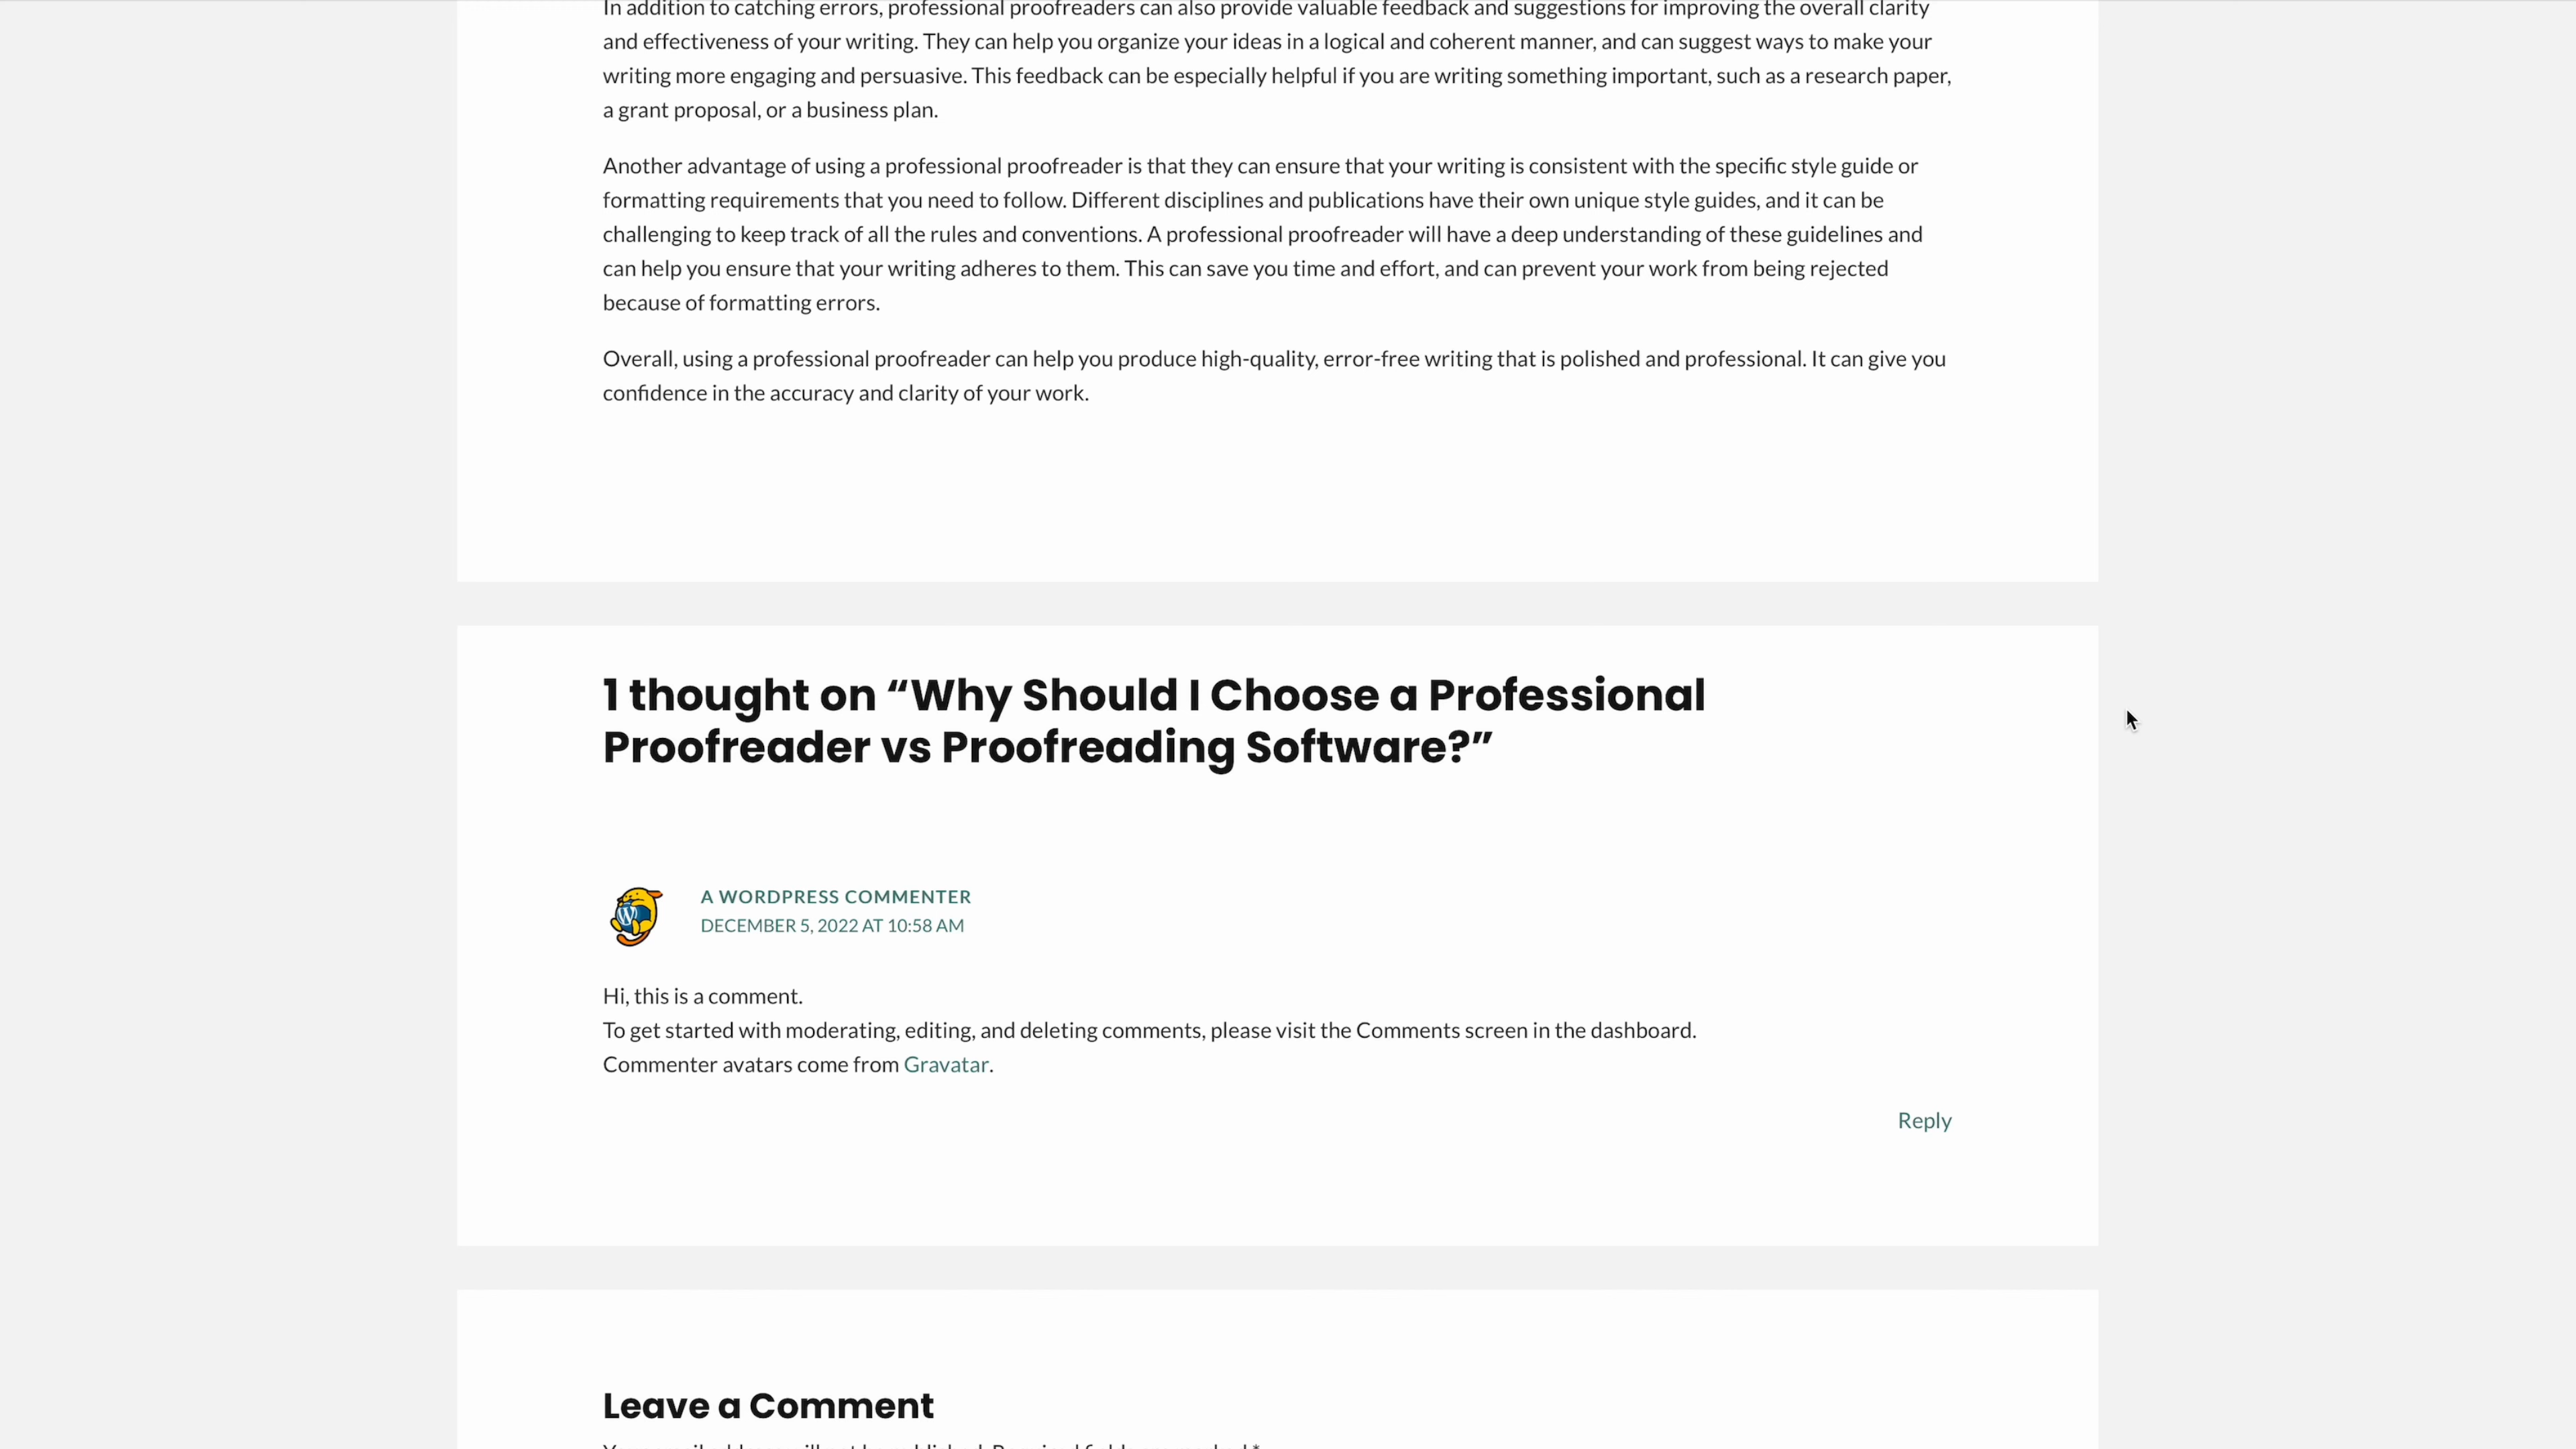 In addition to catching errors, professional proofreaders can also provide valuable feedback and suggestions for improving the overall clarity
and effectiveness of your writing. They can help you organize your ideas in a logical and coherent manner, and can suggest ways to make your
writing more engaging and persuasive. This feedback can be especially helpful if you are writing something important, such as a research paper,
a grant proposal, or a business plan.
Another advantage of using a professional proofreader is that they can ensure that your writing is consistent with the specific style guide or
formatting requirements that you need to follow. Different disciplines and publications have their own unique style guides, and it can be
challenging to keep track of all the rules and conventions. A professional proofreader will have a deep understanding of these guidelines and
can help you ensure that your writing adheres to them. This can save you time and effort, and can prevent your work from being rejected
because of formatting errors.
Overall, using a professional proofreader can help you produce high-quality, error-free writing that is polished and professional. It can give you
confidence in the accuracy and clarity of your work.
1 thought on “Why Should I Choose a Professional
Proofreader vs Proofreading Software?”
A WORDPRESS COMMENTER
DECEMBER 5, 2022 AT 10:58 AM
Hi, this is a comment.
To get started with moderating, editing, and deleting comments, please visit the Comments screen in the dashboard.
Commenter avatars come from Gravatar.
Reply
Leave a Comment